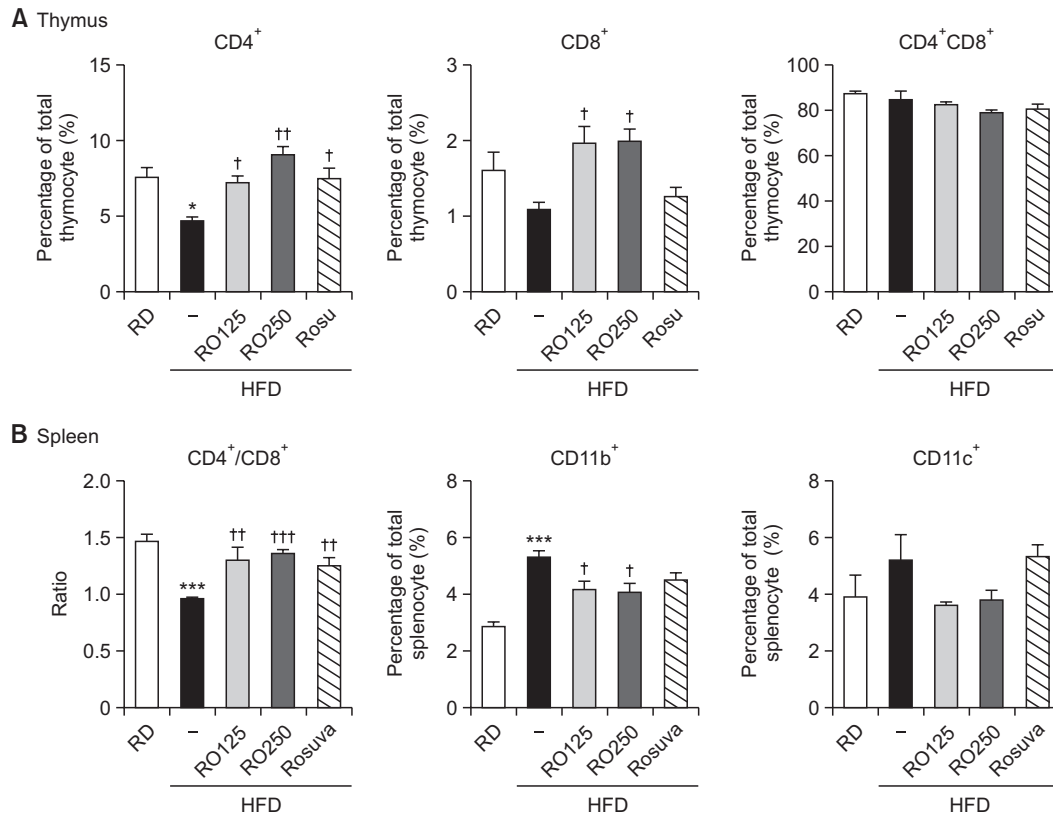 A Thymus
CD4+
Percentage of total
thymocyte (%)
15
10
5
0
*
†
††
†
RD
–
RO125
RO250
Rosu
HFD
CD8+
Percentage of total
thymocyte (%)
3
2
1
0
†
†
RD
–
RO125
RO250
Rosu
HFD
CD4+CD8+
Percentage of total
thymocyte (%)
100
80
60
40
20
0
RD
–
RO125
RO250
Rosu
HFD
B Spleen
CD4+/CD8+
Ratio
2.0
1.5
1.0
0.5
0
***
††
†††
††
RD
–
RO125
RO250
Rosuva
HFD
CD11b+
Percentage of total
splenocyte (%)
8
6
4
2
0
***
†
†
RD
–
RO125
RO250
Rosuva
HFD
CD11c+
Percentage of total
splenocyte (%)
8
6
4
2
0
RD
–
RO125
RO250
Rosuva
HFD